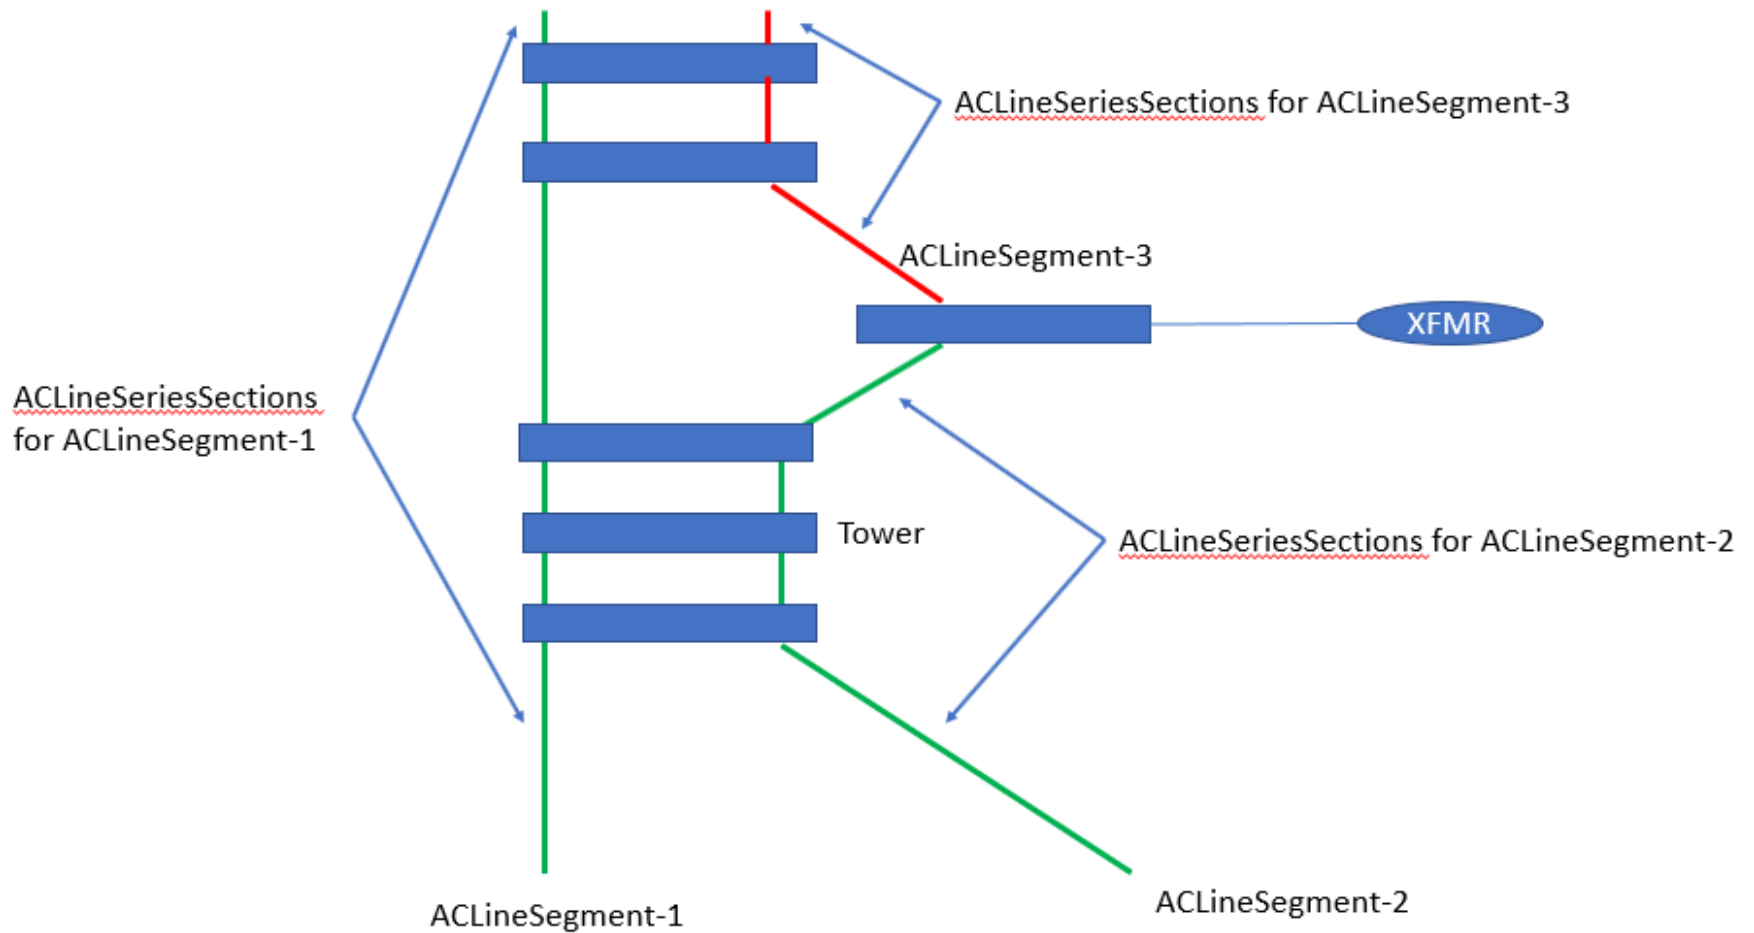 ACLineSeriesSections for ACLineSegment-3
ACLineSegment-3
XFMR
ACLineSeriesSections
for ACLineSegment-1
Tower
ACLineSeriesSections for ACLineSegment-2
ACLineSegment-2
ACLineSegment-1